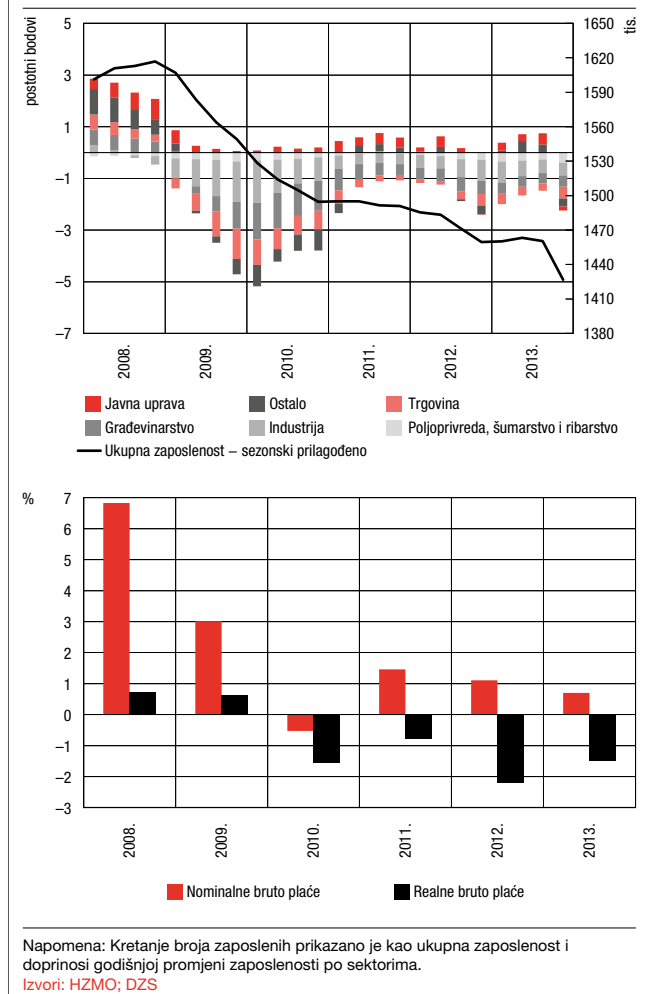 postotni bodovi
tis.
5
3
1
–1
–3
–5
–7
1650
1620
1590
1560
1530
1500
1470
1440
1410
1380
2008.
2009.
2010.
2011.
2012.
2013.
Javna uprava
Ostalo
Trgovina
Građevinarstvo
Industrija
Poljoprivreda, šumarstvo i ribarstvo
Ukupna zaposlenost – sezonski prilagođeno
%
7
6
5
4
3
2
1
0
–1
–2
–3
2008.
2009.
2010.
2011.
2012.
2013.
Nominalne bruto plaće
Realne bruto plaće
Napomena: Kretanje broja zaposlenih prikazano je kao ukupna zaposlenost i
doprinosi godišnjoj promjeni zaposlenosti po sektorima.
Izvori: HZMO; DZS